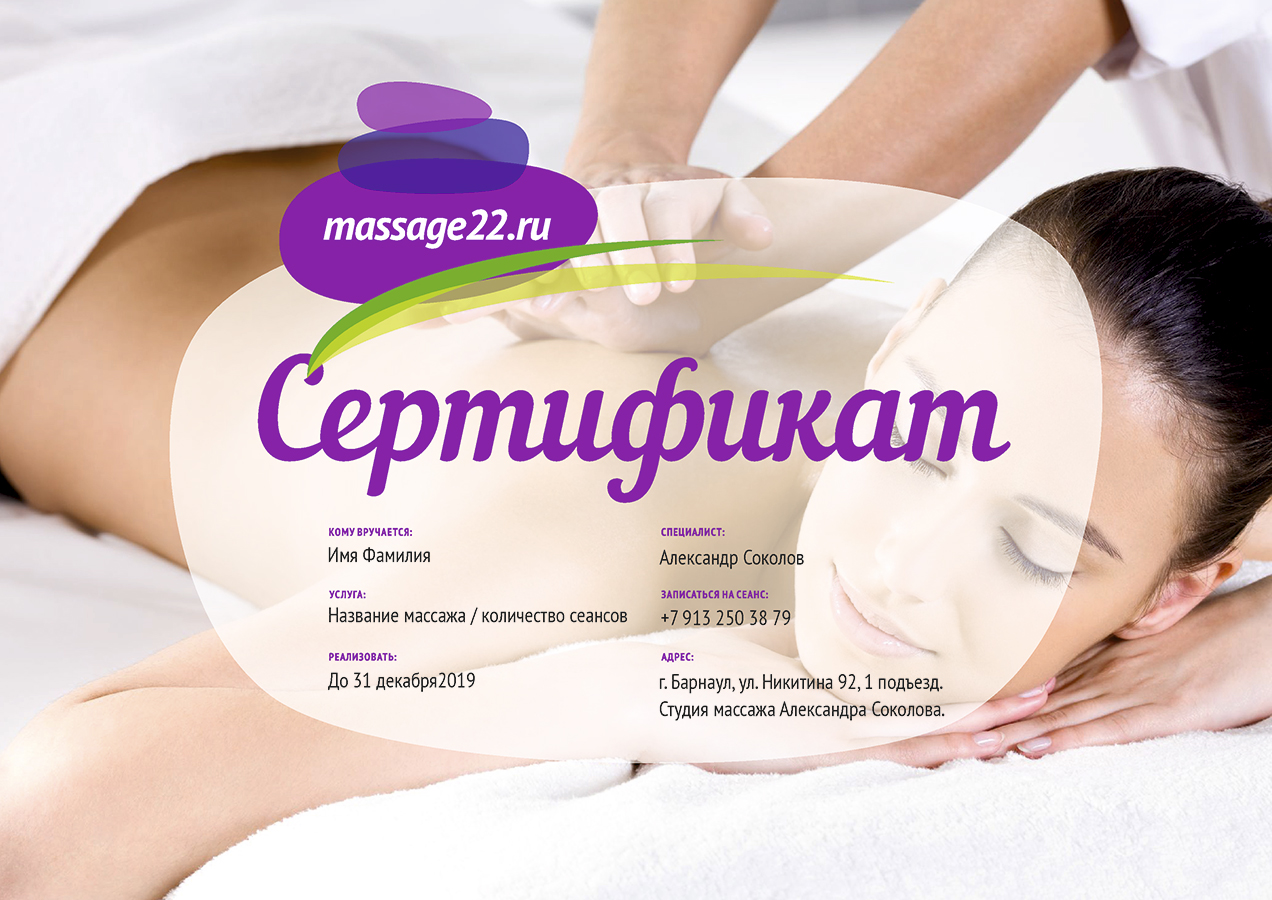 massage22.ru
Сертификат
КОМУ ВРУЧАЕТСЯ:
Имя Фамилия
УСЛУГА:
Название массажа / количество сеансов
РЕАЛИЗОВАТЬ:
До 31 декабря2019
СПЕЦИАЛИСТ:
Александр Соколов
ЗАПИСАТЬСЯ НА СЕАНС:
+7 913 250 38 79
АДРЕС:
г. Барнаул, ул. Никитина 92, 1 подъезд.
Студия массажа Александра Соколова.